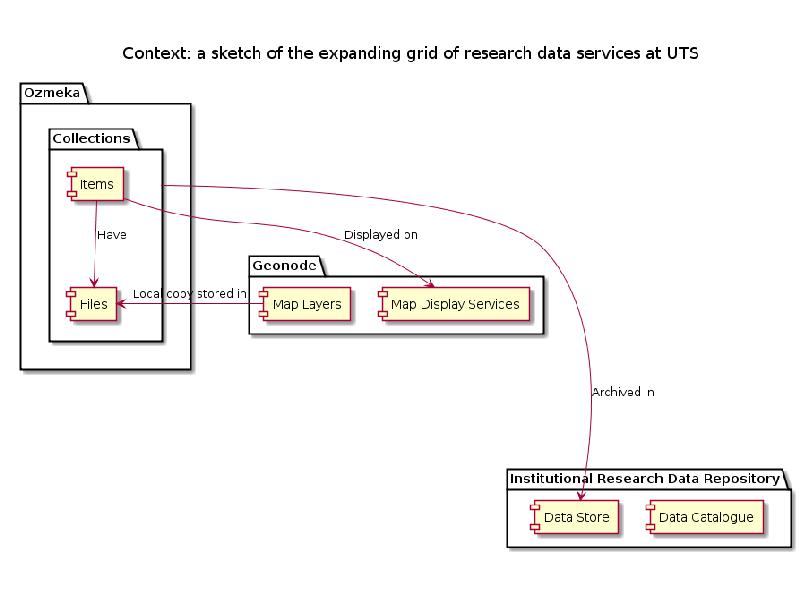 Context: a sketch of the expanding grid of research data services at UTS
Ozmeka
Collections
Items
Have
Displayed on
Geonode
Local copy stored in
Files
Map Layers
Map Display Services
Archived in
Institutional Research Data Repository
Data Store
Data Catalogue